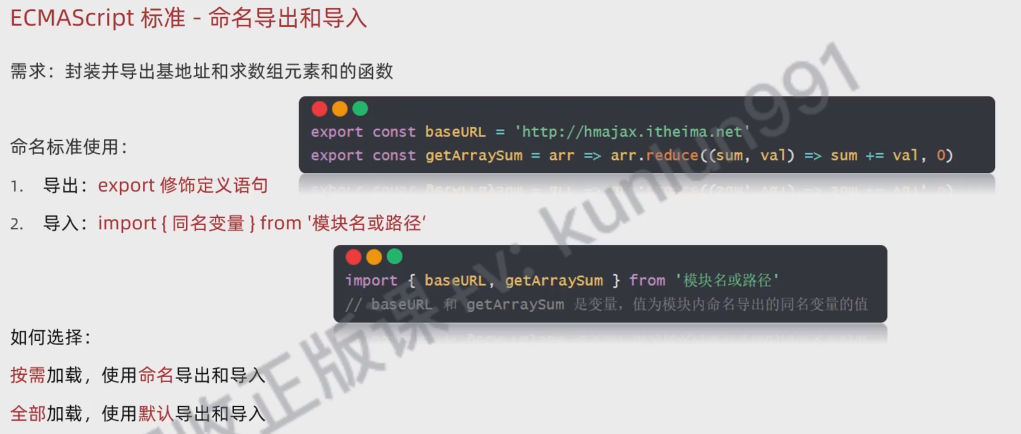 ECMAScript 标准 - 命名导出和导入
需求：封装并导出基地址和求数组元素和的函数
export const baseURL = 'http://hmajax.itheima.net'
export const getArraySum = arr => arr.reduce((sum, val) => sum += val, 0)
命名标准使用：
1. 导出：export 修饰定义语句
2. 导入：import { 同名变量 } from '模块名或路径‘
import { baseURL, getArraySum } from '模块名或路径'
// baseURL 和 getArraySum 是变量，值为模块内命名导出的同名变量的值
如何选择：
按需加载，使用命名导出和导入
全部加载，使用默认导出和导入
收正版课+v: kunlun991